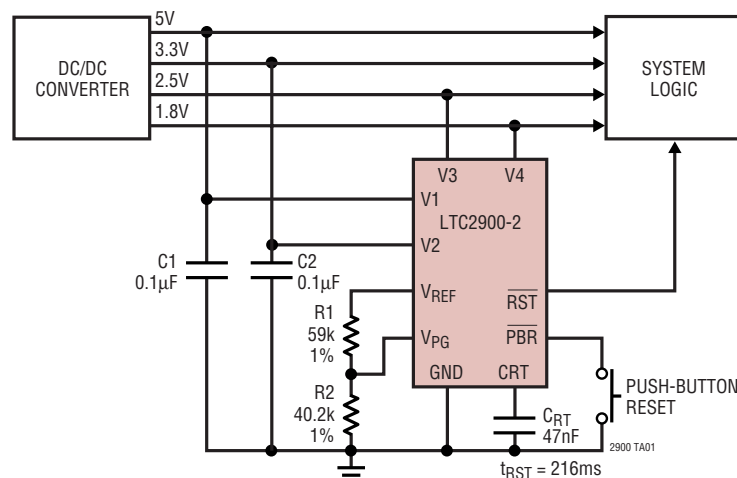 DC/DC
CONVERTER
5V
3.3V
2.5V
1.8V
SYSTEM
LOGIC
V3
V4
V1
LTC2900-2
V2
C1
0.1µF
C2
0.1µF
VREF
RST
R1
59k
1%
VPG
PBR
GND
CRT
R2
40.2k
1%
CRT
47nF
PUSH-BUTTON
RESET
2900 TA01
tRST = 216ms